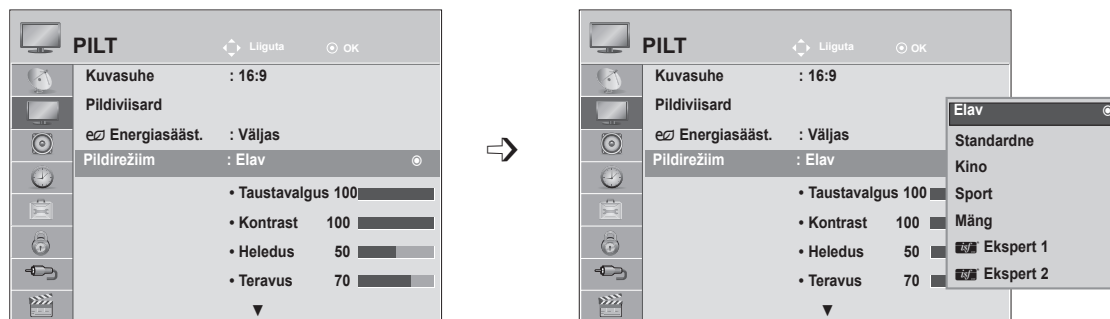 PILT Liiguta OK
Kuvasuhe : 16:9
Pildiviisard
Energiasääst. : Väljas
Pildirežiim : Elav
• Taustavalgus 100
• Kontrast 100
• Heledus 50
• Teravus 70
PILT Liiguta OK
Kuvasuhe : 16:9
Pildiviisard
Energiasääst. : Väljas
Pildirežiim : Elav
• Taustavalgus 100
• Kontrast 100
• Heledus 50
• Teravus 70
Elav
Standardne
Kino
Sport
Mäng
isf Ekspert 1
isf Ekspert 2